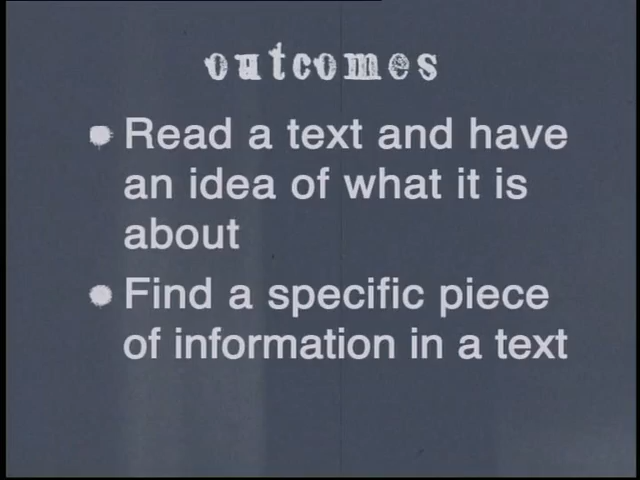 outcomes
Read a text and have
an idea of what it is
about
Find a specific piece
of information in a text